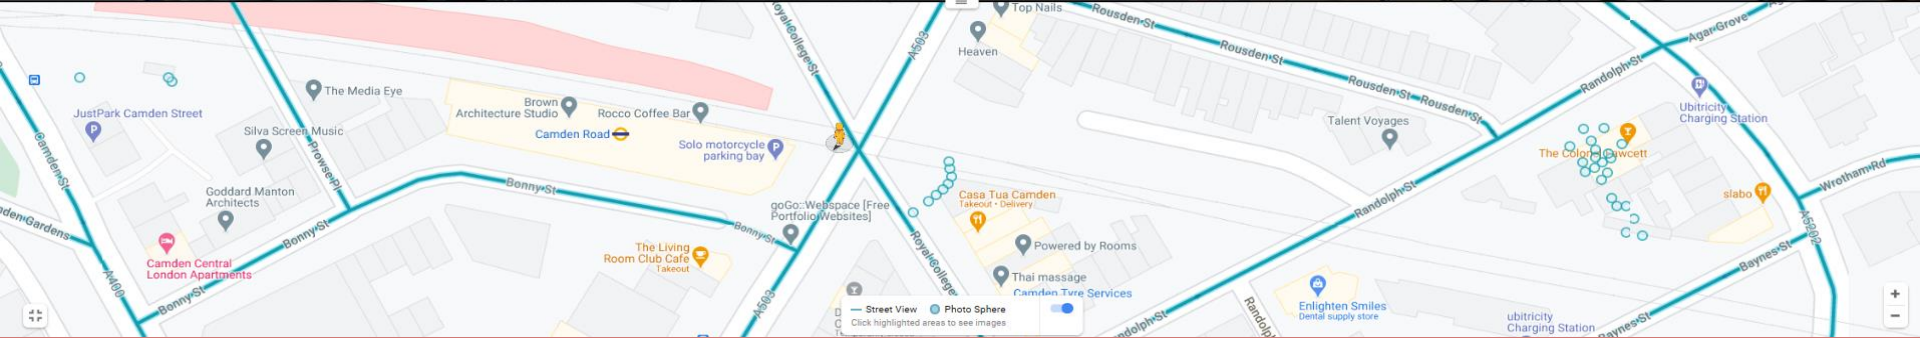 Top Nails
Rousden St
Agar Grove
Royal College St
A503
Heaven
Rousden St
Randolph St
The Media Eye
Rousden St
Rousden St
JustPark Camden Street
Brown
Architecture Studio
Rocco Coffee Bar
Ubitricity
Charging Station
Silva Screen Music
Camden Road
Talent Voyages
Camden St
Prowse Pl
Solo motorcycle
parking bay
Wrotham Rd
Goddard Manton
Architects
Bonny St
Casa Tua Camden
Takeout • Delivery
Randolph St
slabo
goGo::Webspace [Free
Portfolio Websites]
den Gardens
Bonny St
Bonny St
A5202
Camden Central
London Apartments
The Living
Room Club Cafe
Takeout
Royal College
Powered by Rooms
Baynes St
A400
Bonny St
Thai massage
Camden Tyre Services
A503
Street View
Photo Sphere
Click highlighted areas to see images
ndolph St
Randolph
Enlighten Smiles
Dental supply store
ubitricity
Charging Station
Baynes St